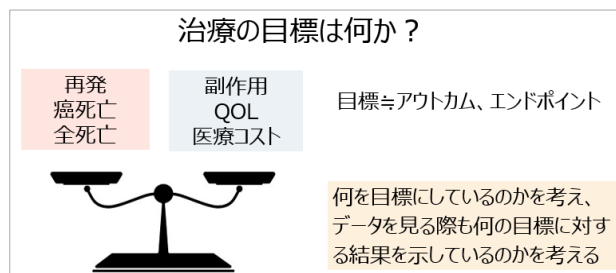 治療の目標は何か？
再発
癌死亡
全死亡
副作用
QOL
医療コスト
目標≒アウトカム、エンドポイント
何を目標にしているのかを考え、
データを見る際も何の目標に対す
る結果を示しているのかを考える